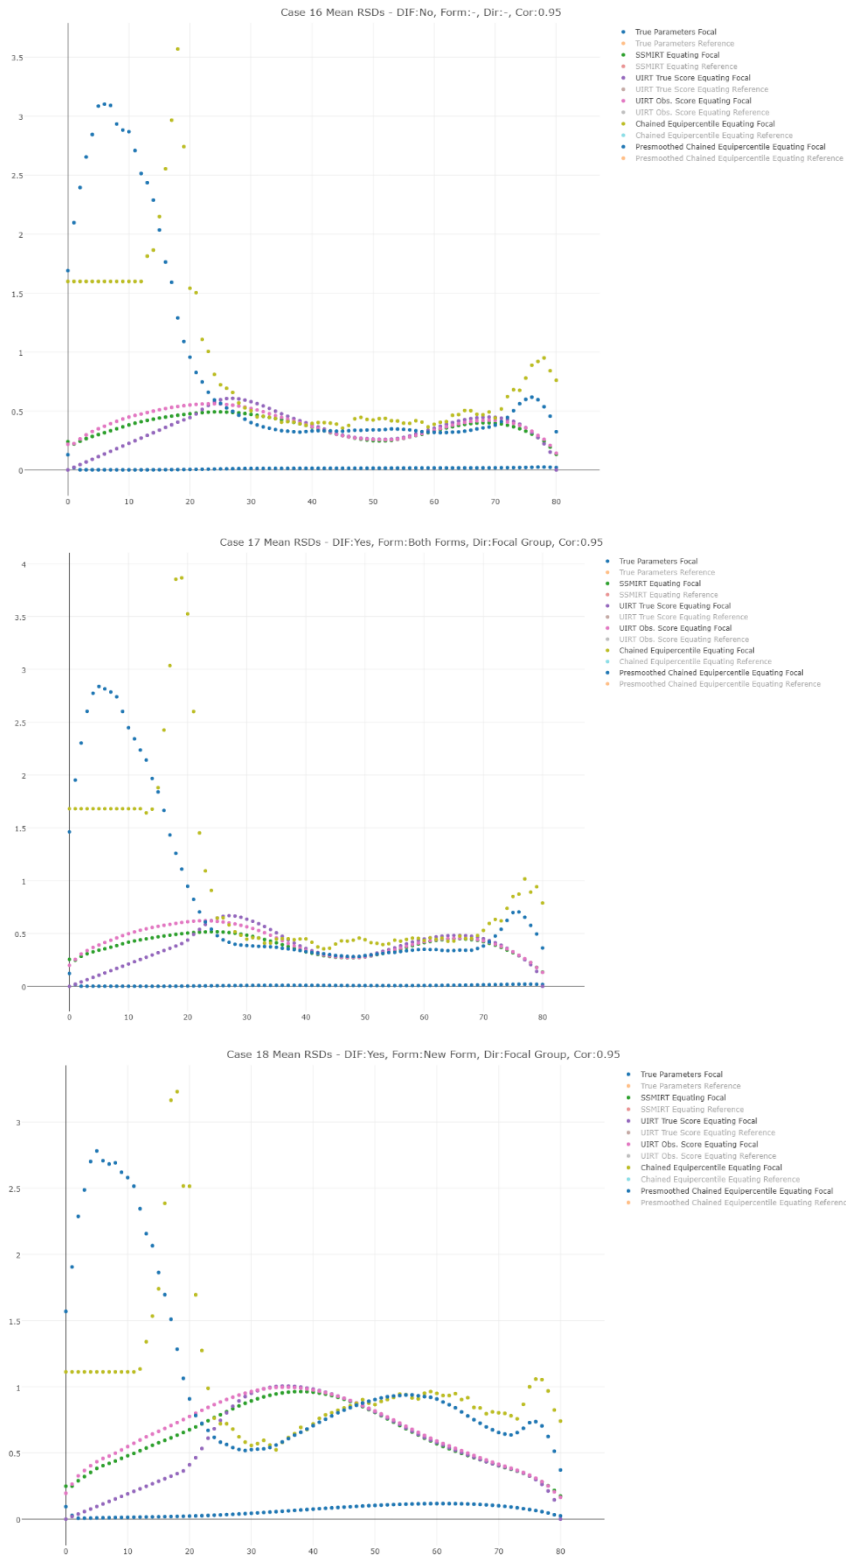 Case 16 Mean RSDs - DIF:No, Form:-, Dir:-, Cor:0.95
True Parameters Focal
True Parameters Reference
SSMIRT Equating Focal
SSMIRT Equating Reference
UIRT True Score Equating Focal
UIRT True Score Equating Reference
UIRT Obs. Score Equating Focal
UIRT Obs. Score Equating Reference
Chained Equipercentile Equating Focal
Chained Equipercentile Equating Reference
Presmoothed Chained Equipercentile Equating Focal
Presmoothed Chained Equipercentile Equating Reference
3.5
3
2.5
2
1.5
1
0.5
0
0 10 20 30 40 50 60 70 80
Case 17 Mean RSDs - DIF:Yes, Form:Both Forms, Dir:Focal Group, Cor:0.95
True Parameters Focal
True Parameters Reference
SSMIRT Equating Focal
SSMIRT Equating Reference
UIRT True Score Equating Focal
UIRT True Score Equating Reference
UIRT Obs. Score Equating Focal
UIRT Obs. Score Equating Reference
Chained Equipercentile Equating Focal
Chained Equipercentile Equating Reference
Presmoothed Chained Equipercentile Equating Focal
Presmoothed Chained Equipercentile Equating Reference
4
3.5
3
2.5
2
1.5
1
0.5
0
0 10 20 30 40 50 60 70 80
Case 18 Mean RSDs - DIF:Yes, Form:New Form, Dir:Focal Group, Cor:0.95
True Parameters Focal
True Parameters Reference
SSMIRT Equating Focal
SSMIRT Equating Reference
UIRT True Score Equating Focal
UIRT True Score Equating Reference
UIRT Obs. Score Equating Focal
UIRT Obs. Score Equating Reference
Chained Equipercentile Equating Focal
Chained Equipercentile Equating Reference
Presmoothed Chained Equipercentile Equating Focal
Presmoothed Chained Equipercentile Equating Referenc
3
2.5
2
1.5
1
0.5
0
0 10 20 30 40 50 60 70 80